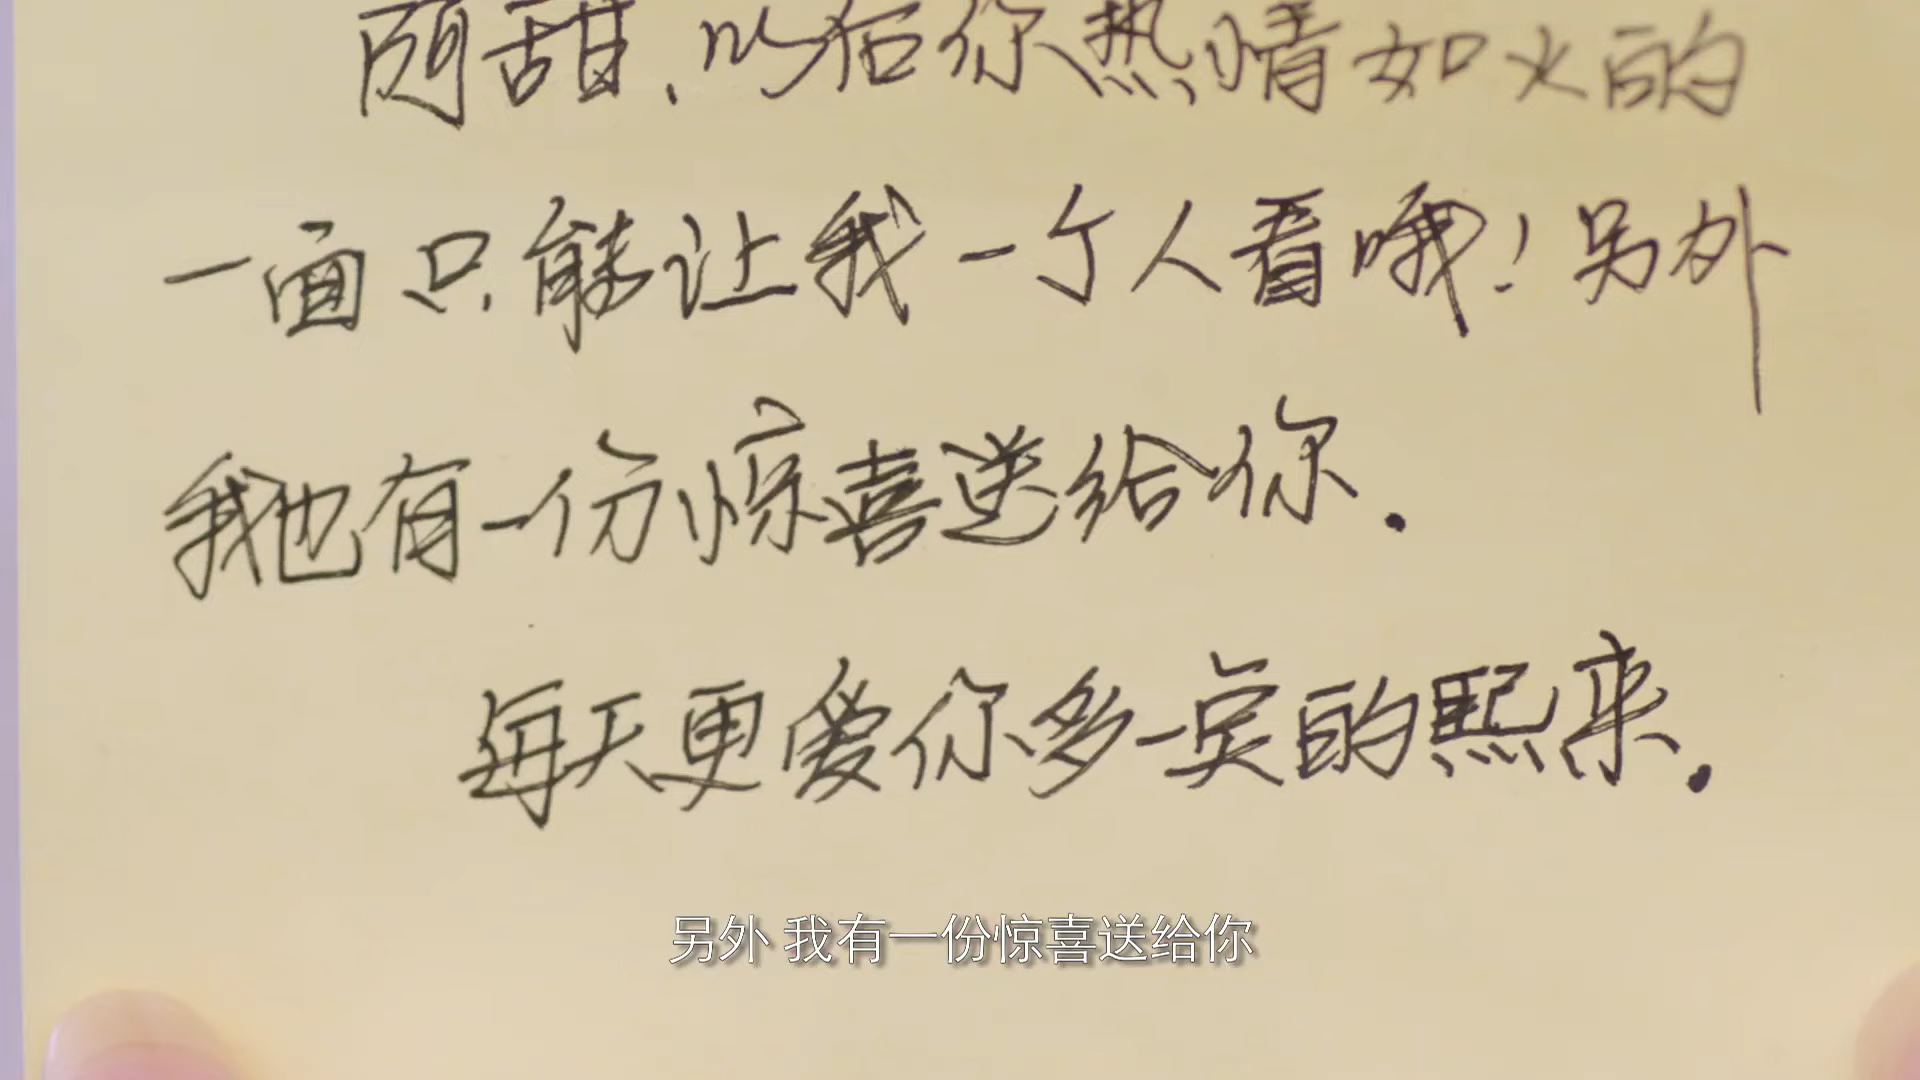 顾甜，以后你热情如火的
一面只能让我一个人看哦！另外
我也有一份惊喜送给你.
每天更爱你多一点的熙来.
另外 我有一份惊喜送给你